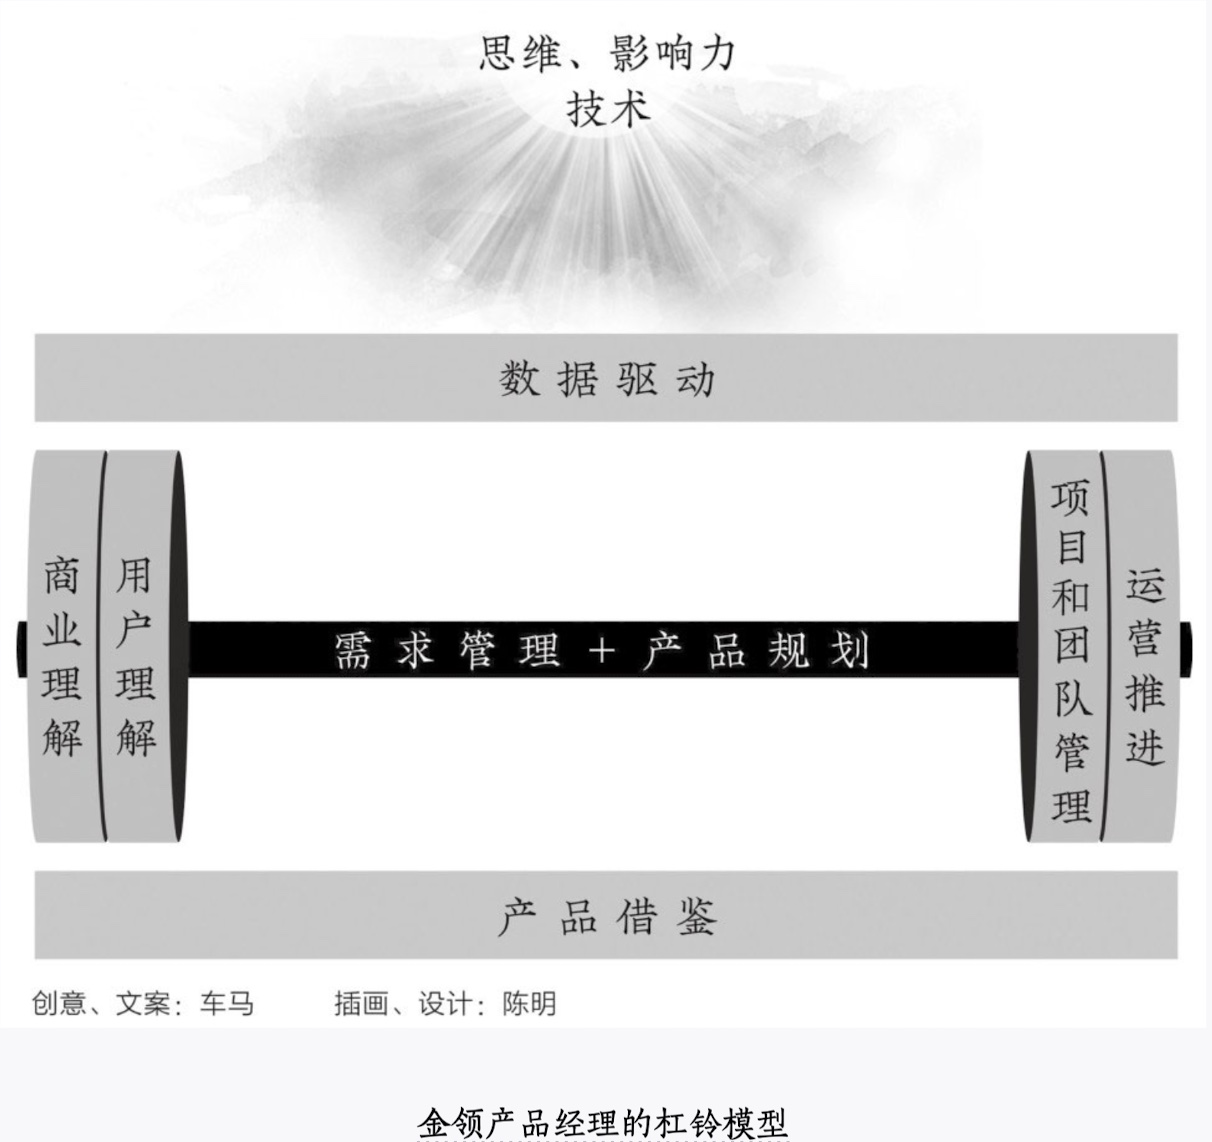 思维、影响力
技术
数据驱动
商业理解
用户理解
需求管理+产品规划
项目和团队管理
运营推进
产品借鉴
创意、文案：车马
插画、设计：陈明
金领产品经理的杠铃模型